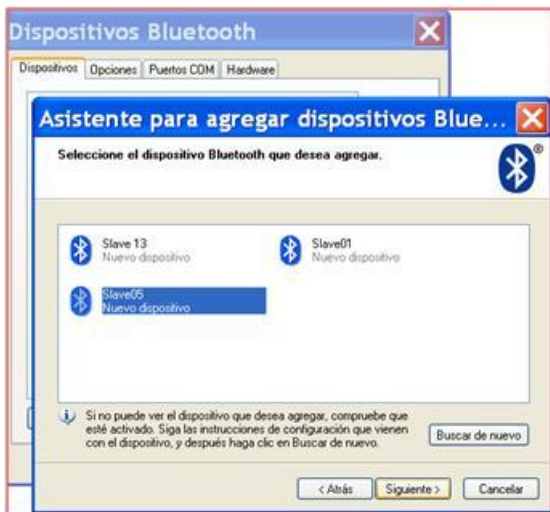 Dispositivos Bluetooth
Dispositivos Opciones Puertos COM Hardware
Asistente para agregar dispositivos Blue...
Seleccione el dispositivo Bluetooth que desea agregar.
®
Slave 13
Nuevo dispositivo
Slave01
Nuevo dispositivo
Slave05
Nuevo dispositivo
Si no puede ver el dispositivo que desea agregar, compruebe que
esté activado. Siga las instrucciones de configuración que vienen
con el dispositivo, y después haga clic en Buscar de nuevo.
Buscar de nuevo
< Atrás Siguiente > Cancelar